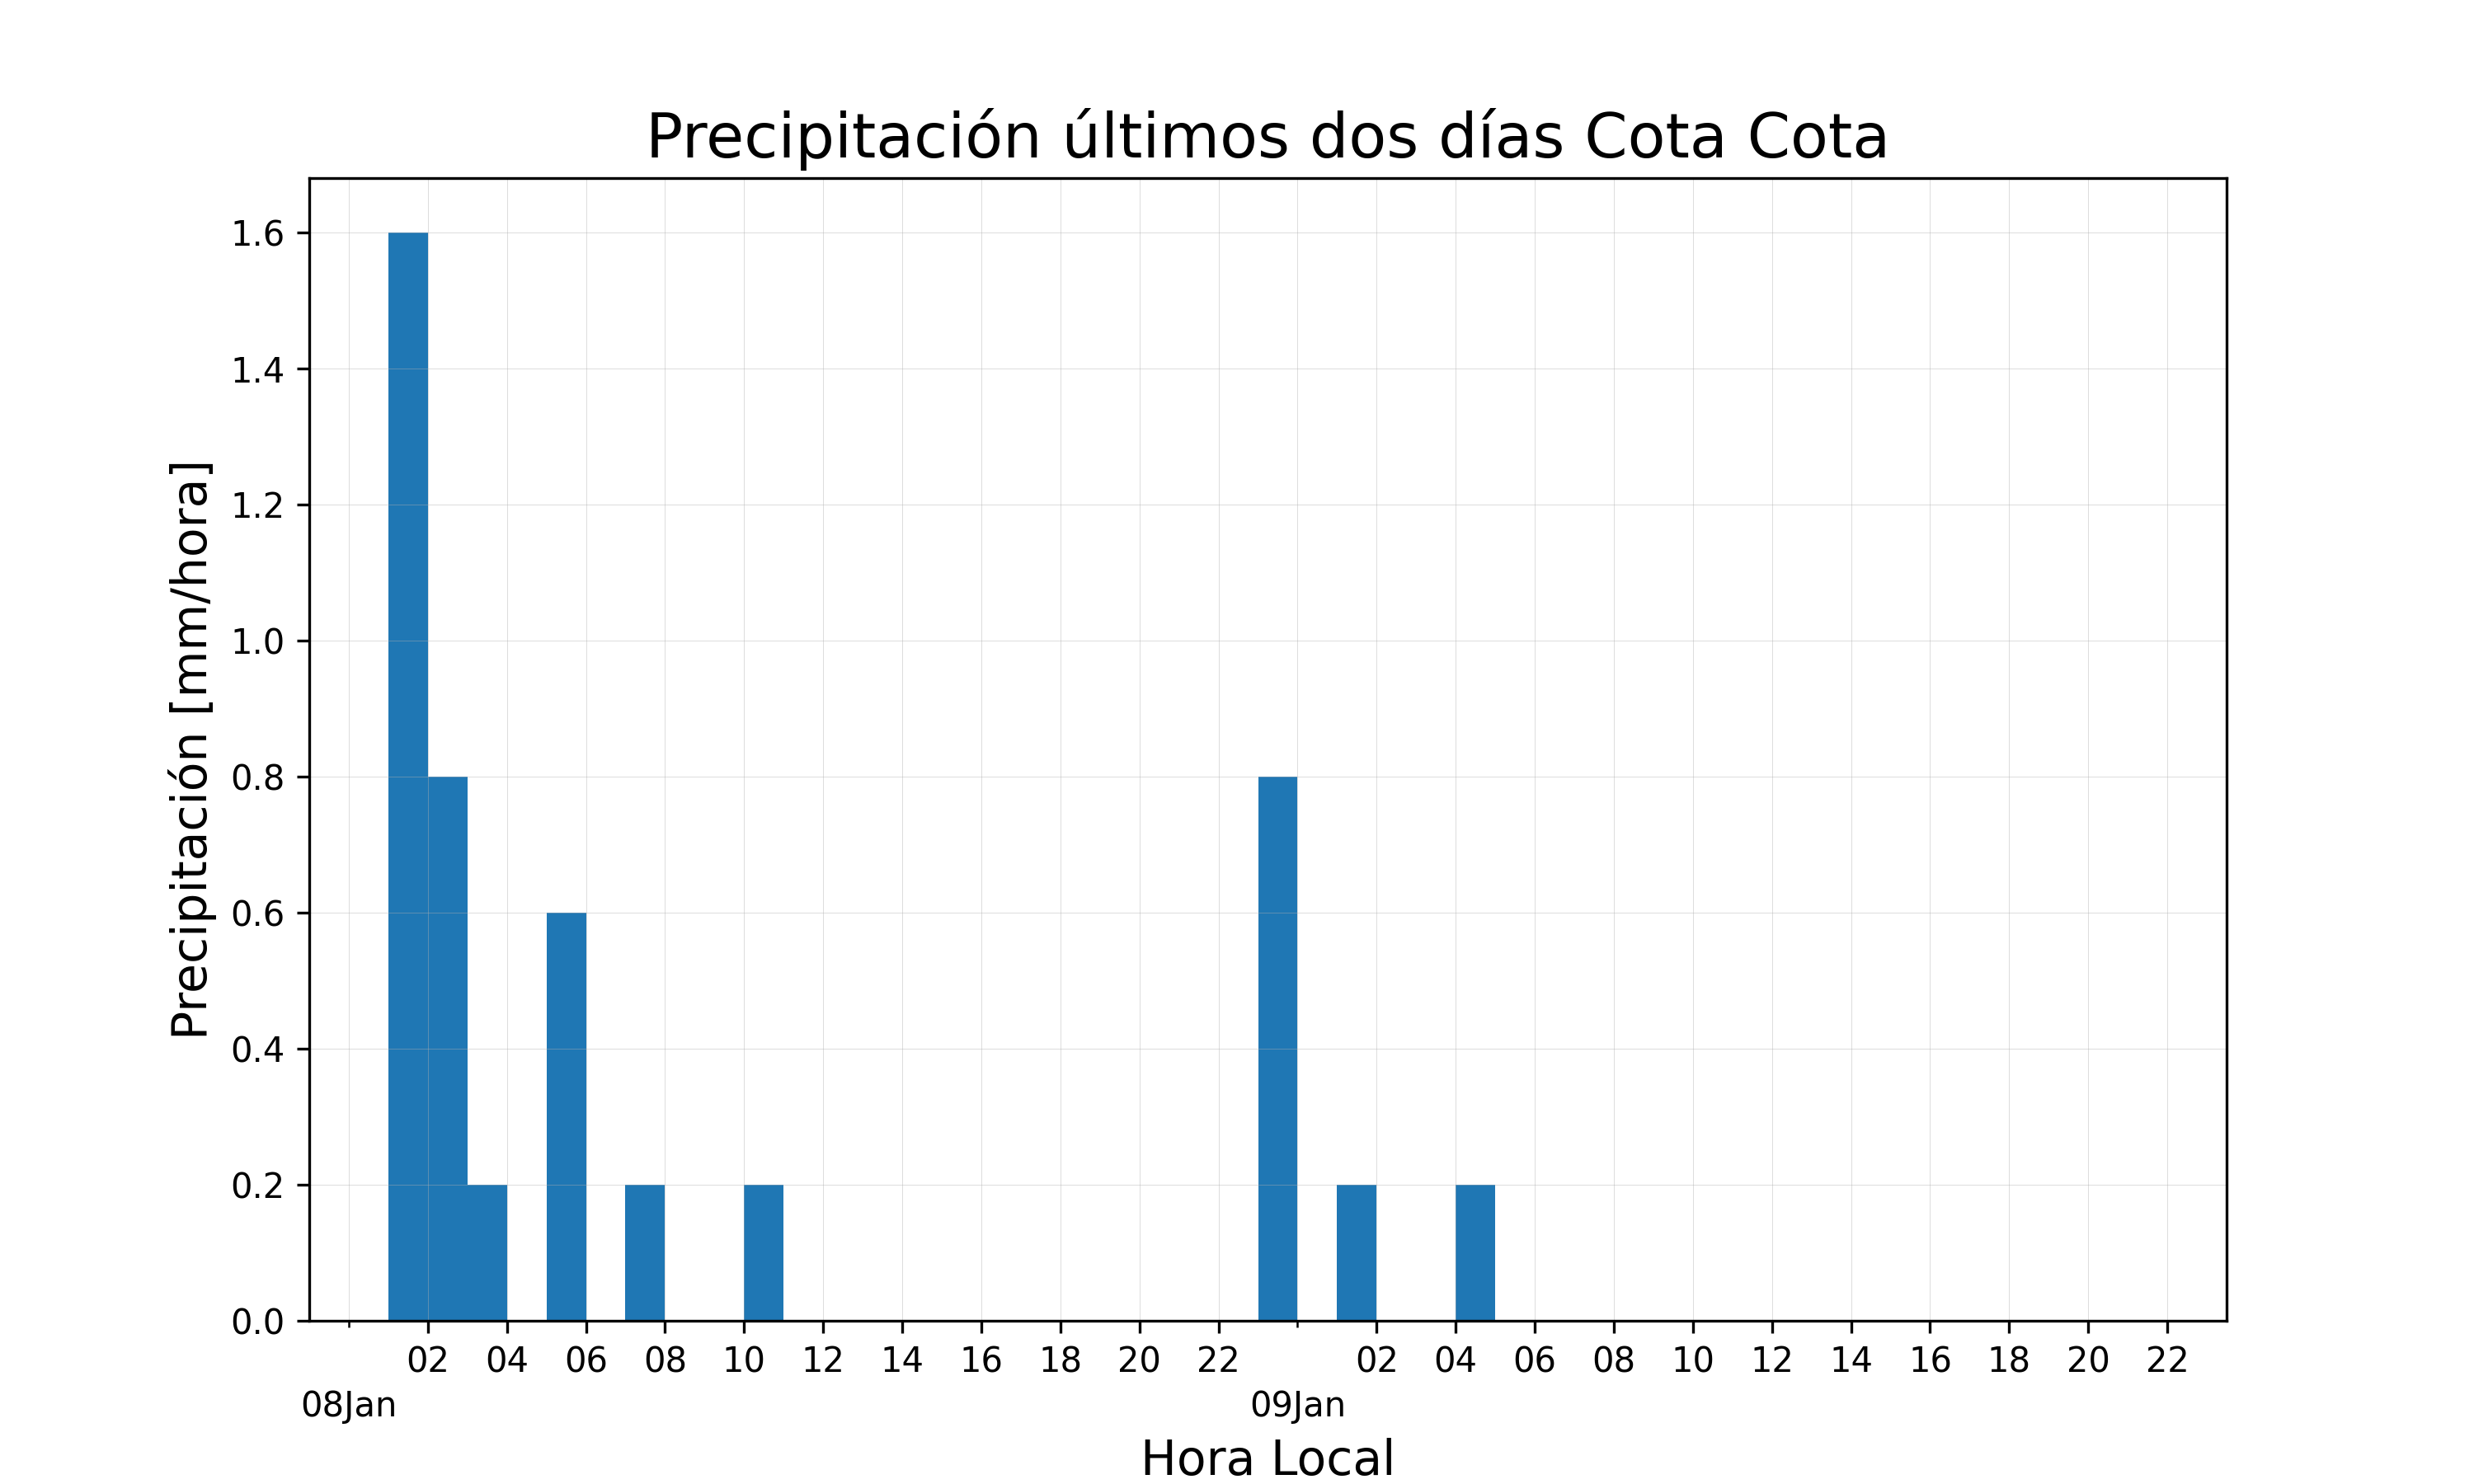 Precipitación últimos dos días Cota Cota
Precipitación [mm/hora]
1.6
1.4
1.2
1.0
0.8
0.6
0.4
0.2
0.0
02 04 06 08 10 12 14 16 18 20 22 02 04 06 08 10 12 14 16 18 20 22
08Jan 09Jan
Hora Local